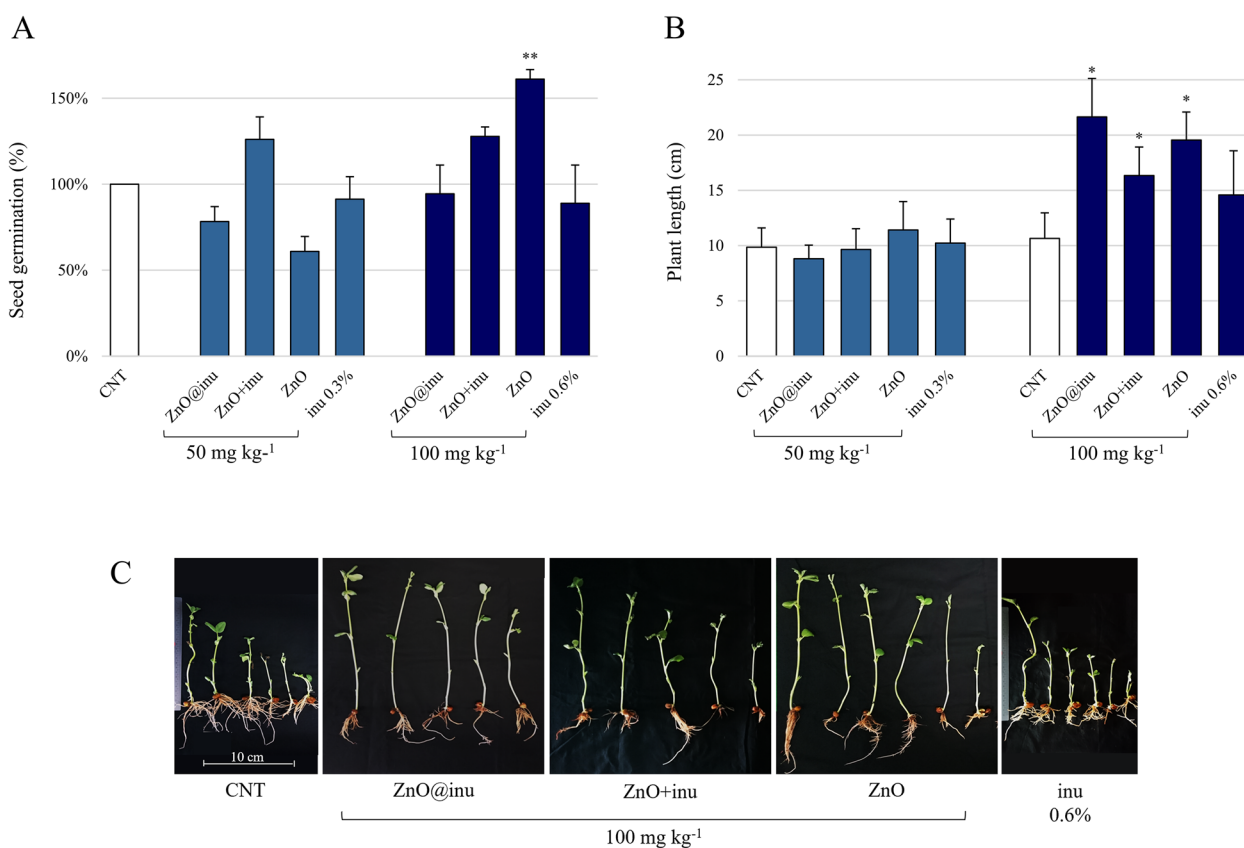 A
Seed germination (%)
150%
100%
50%
0%
CNT
ZnO@inu
ZnO+inu
ZnO
inu 0.3%
ZnO@inu
ZnO+inu
ZnO
inu 0.6%
**
50 mg kg-1
100 mg kg-1
B
Plant length (cm)
25
20
15
10
5
0
CNT
ZnO@inu
ZnO+inu
ZnO
inu 0.3%
CNT
ZnO@inu
ZnO+inu
ZnO
inu 0.6%
*
*
*
50 mg kg-1
100 mg kg-1
C
10 cm
CNT
ZnO@inu
ZnO+inu
ZnO
inu
0.6%
100 mg kg-1